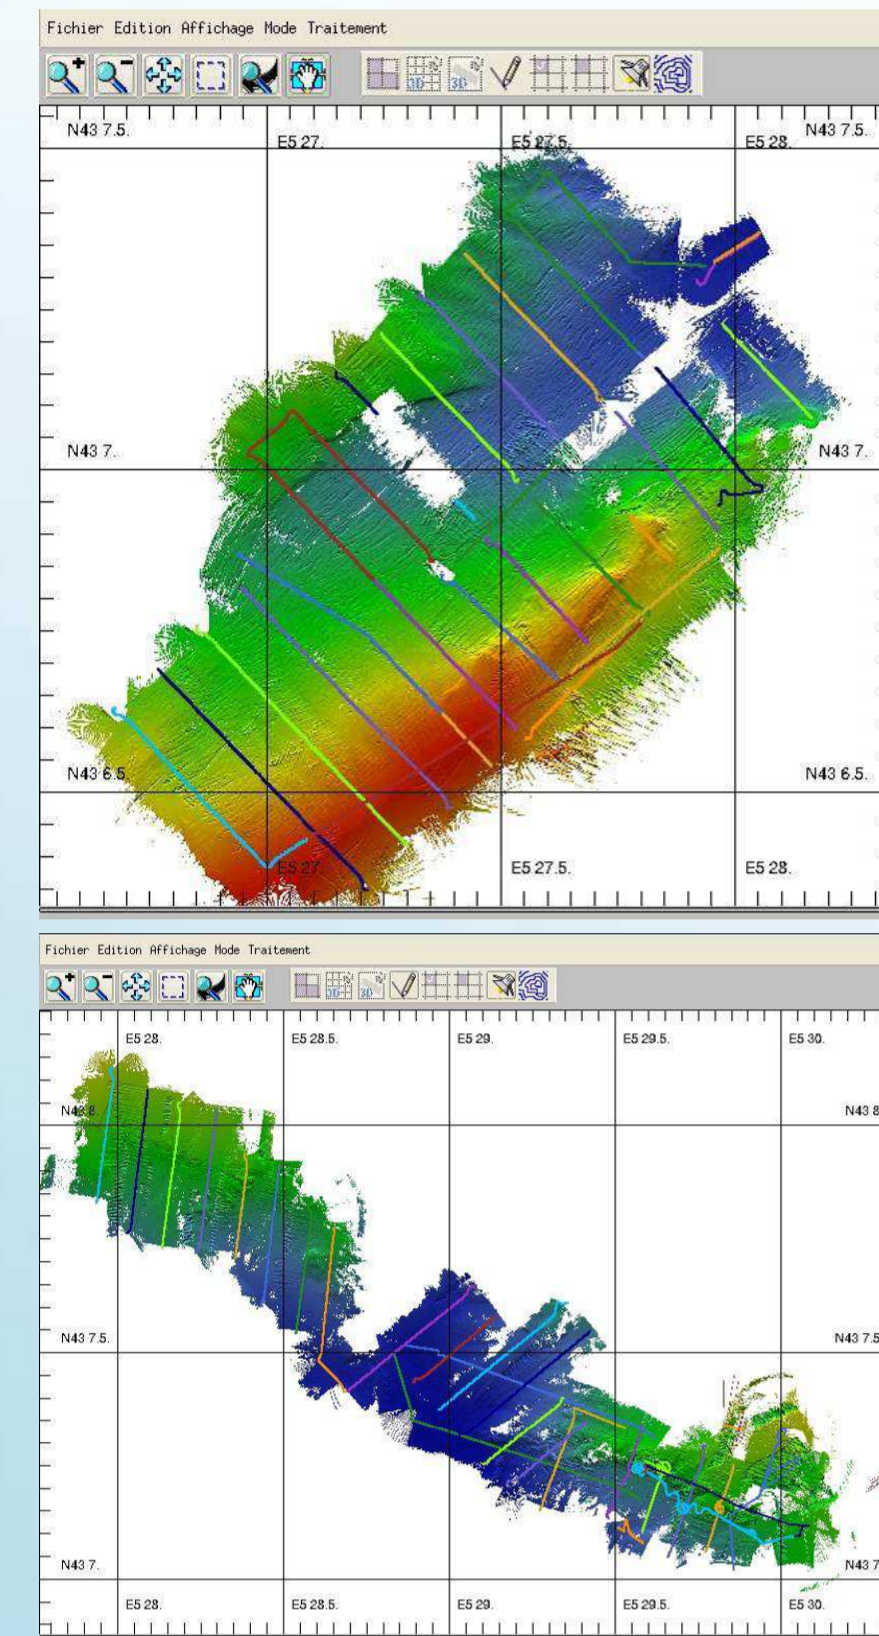 Fichier Edition Affichage Mode Traitement
3D 3D
N43 7.5. E5 27. E5 27.5. E5 28. N43 7.5.
N43 7. N43 7.
N43 6.5. N43 6.5.
E5 27. E5 27.5. E5 28.
Fichier Edition Affichage Mode Traitement
3D 3D
E5 28. E5 28.5. E5 29. E5 29.5. E5 30.
N43 8. N43 8
N43 7.5. N43 7.5
N43 7. N43 7
E5 28. E5 28.5. E5 29. E5 29.5. E5 30.